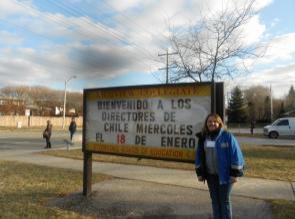 BIENVENIDO A LOS
DIRECTORES DE
CHILE MIERCOLES
EL 18 DE ENERO